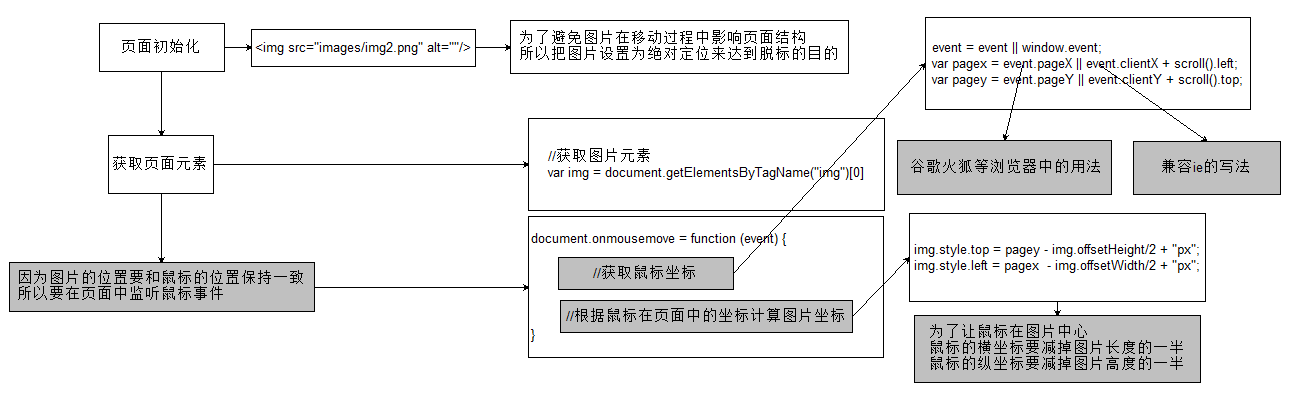 页面初始化
<img src="images/img2.png" alt=""/>
为了避免图片在移动过程中影响页面结构
所以把图片设置为绝对定位来达到脱标的目的
event = event || window.event;
var pagex = event.pageX || event.clientX + scroll().left;
var pagey = event.pageY || event.clientY + scroll().top;
谷歌火狐等浏览器中的用法
兼容ie的写法
获取页面元素
//获取图片元素
var img = document.getElementsByTagName("img")[0]
因为图片的位置要和鼠标的位置保持一致
所以要在页面中监听鼠标事件
document.onmousemove = function (event) {
//获取鼠标坐标
//根据鼠标在页面中的坐标计算图片坐标
}
img.style.top = pagey - img.offsetHeight/2 + "px";
img.style.left = pagex  - img.offsetWidth/2 + "px";
为了让鼠标在图片中心
鼠标的横坐标要减掉图片长度的一半
鼠标的纵坐标要减掉图片高度的一半